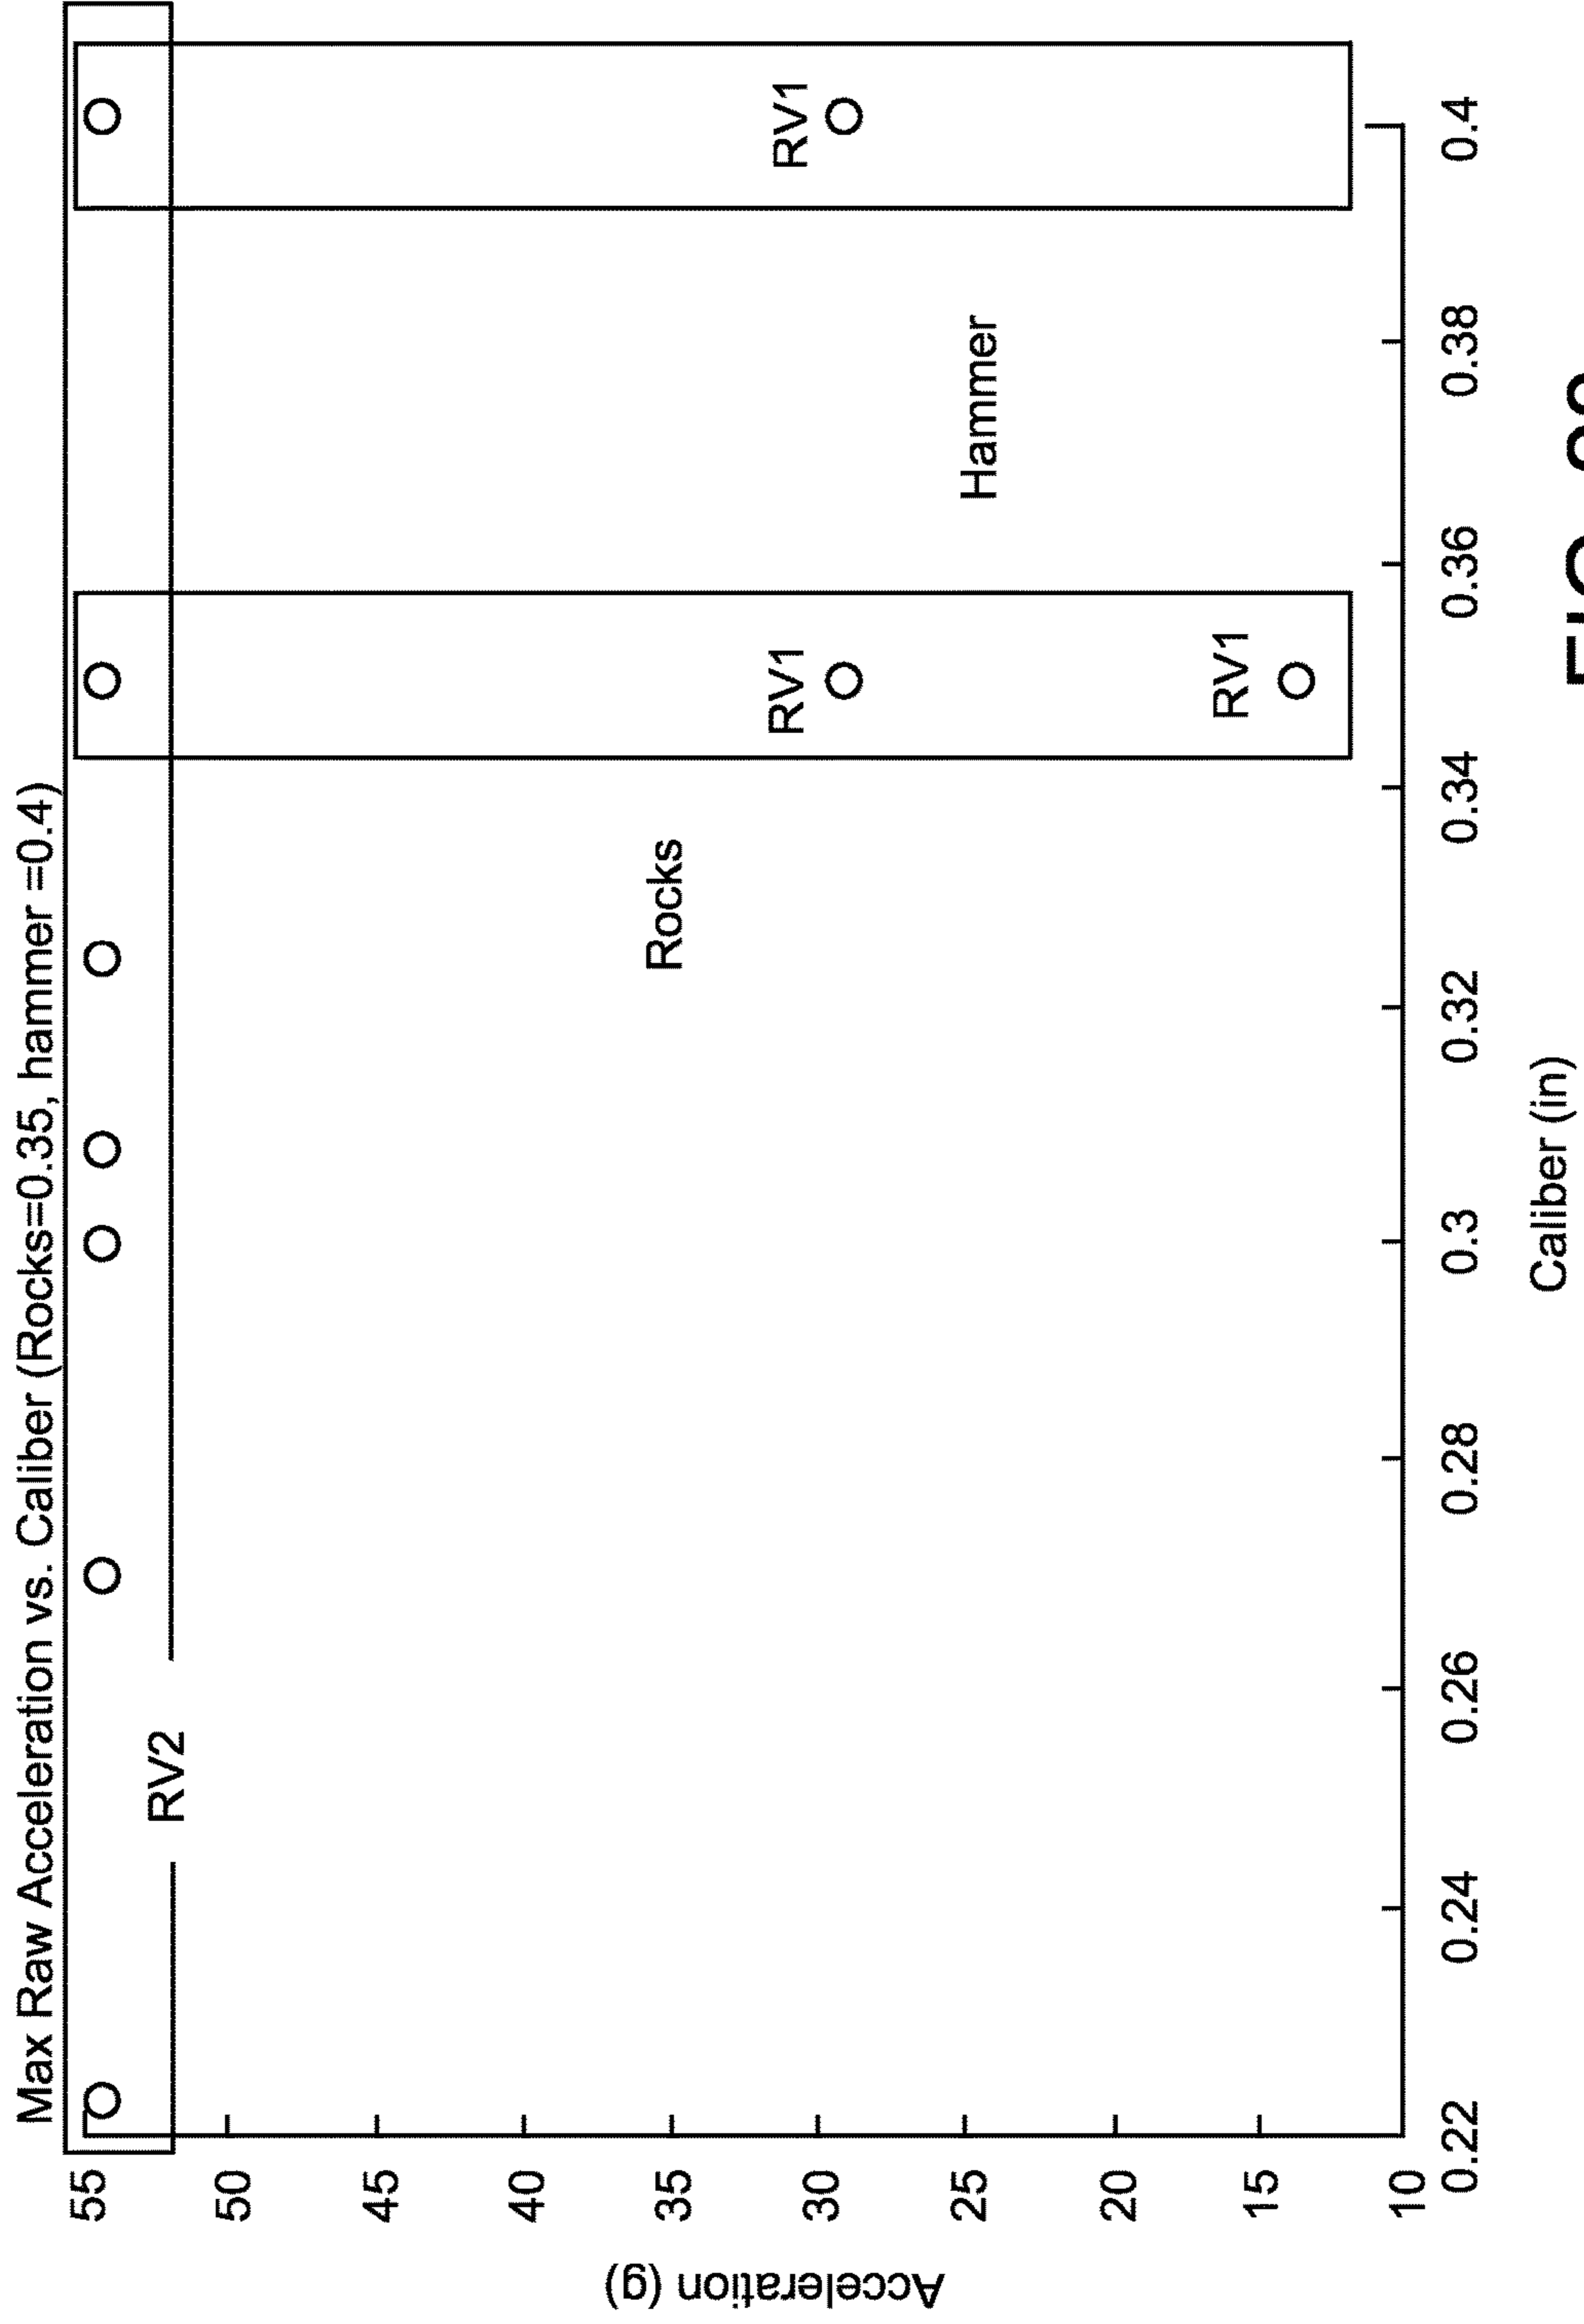 Max Raw Acceleration vs. Caliber (Rocks=0.35, hammer =0.4)
55
50
45
40
35
30
25
20
15
10
Acceleration (g)
RV2
RV1
RV1
RV1
Rocks
Hammer
0.22
0.24
0.26
0.28
0.3
0.32
0.34
0.36
0.38
0.4
Caliber (in)